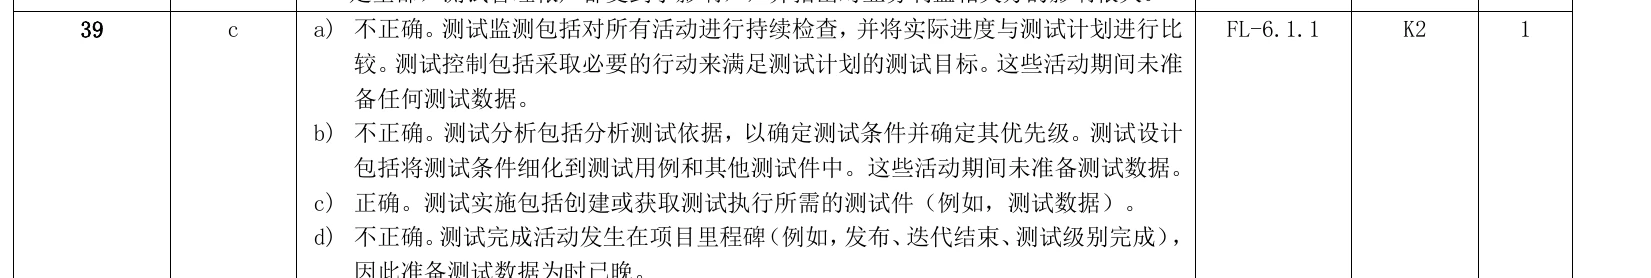 39 c a) 不正确。测试监测包括对所有活动进行持续检查，并将实际进度与测试计划进行比 FL-6.1.1 K2 1
较。测试控制包括采取必要的行动来满足测试计划的测试目标。这些活动期间未准
备任何测试数据。
b) 不正确。测试分析包括分析测试依据，以确定测试条件并确定其优先级。测试设计
包括将测试条件细化到测试用例和其他测试件中。这些活动期间未准备测试数据。
c) 正确。测试实施包括创建或获取测试执行所需的测试件（例如，测试数据）。
d) 不正确。测试完成活动发生在项目里程碑（例如，发布、迭代结束、测试级别完成），
因此准备测试数据为时已晚。